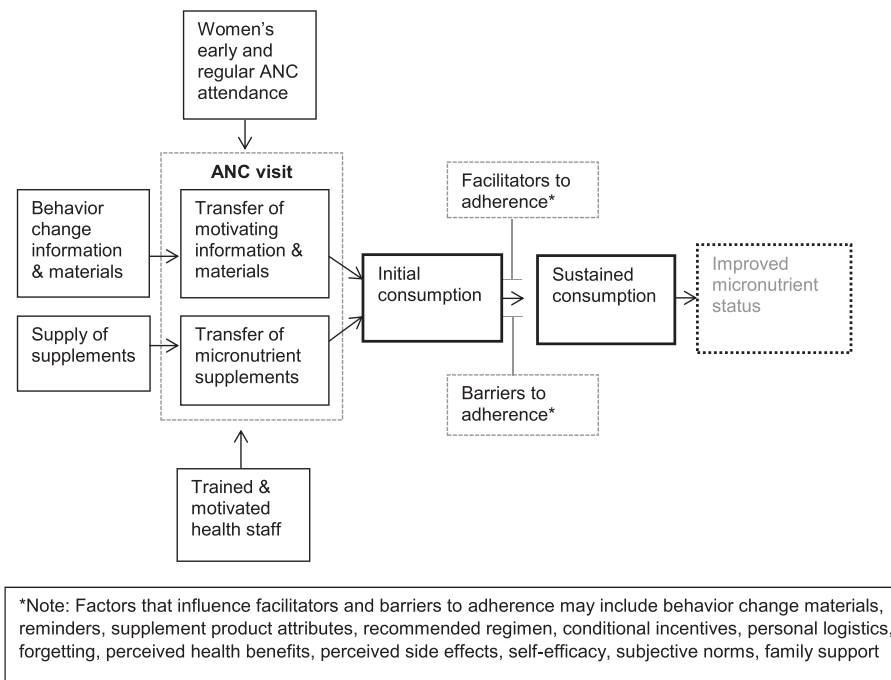 Women’s
early and
regular ANC
attendance
ANC visit
Behavior
change
information
& materials
Transfer of
motivating
information &
materials
Supply of
supplements
Transfer of
micronutrient
supplements
Trained &
motivated
health staff
Initial
consumption
Facilitators to
adherence*
Barriers to
adherence*
Sustained
consumption
Improved
micronutrient
status
*Note: Factors that influence facilitators and barriers to adherence may include behavior change materials,
reminders, supplement product attributes, recommended regimen, conditional incentives, personal logistics,
forgetting, perceived health benefits, perceived side effects, self-efficacy, subjective norms, family support